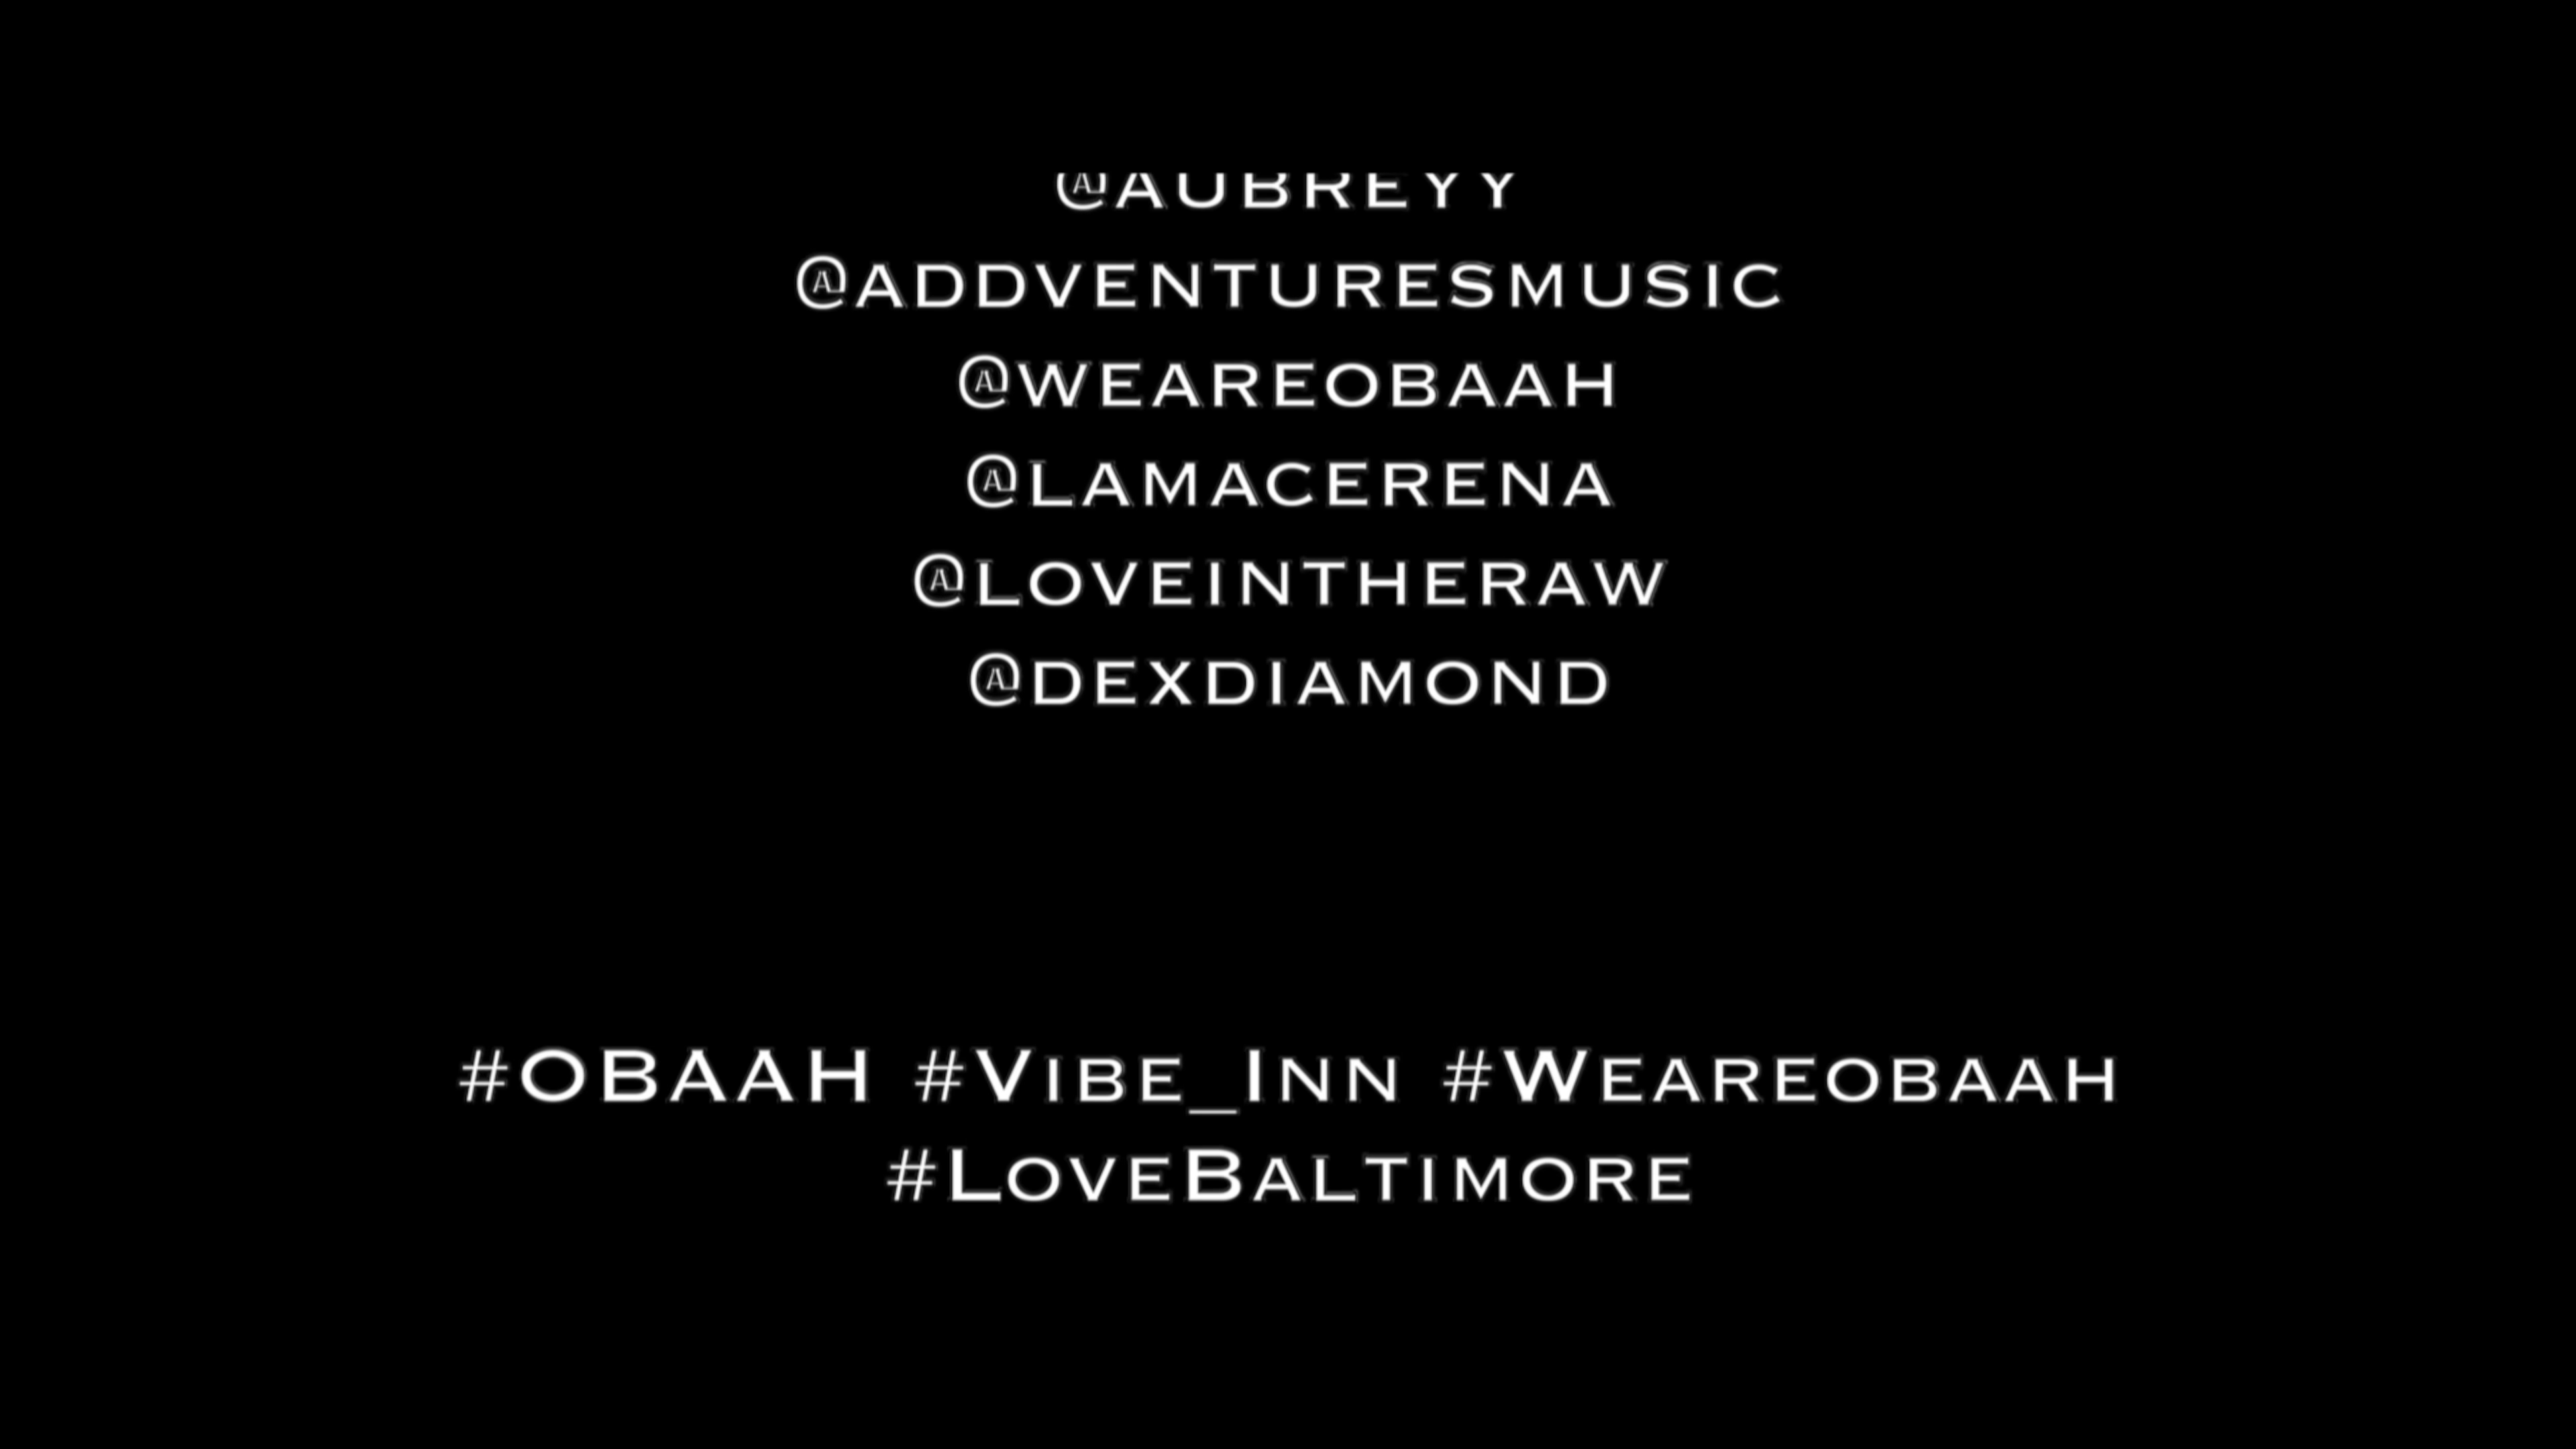 @AUBREYY
@ADDVENTURESMUSIC
@WEAREOBAAH
@LAMACERENA
@LOVEINTHERAW
@DEXDIAMOND
#OBAAH #VIBE_INN #WEAREOBAAH
#LOVEBALTIMORE